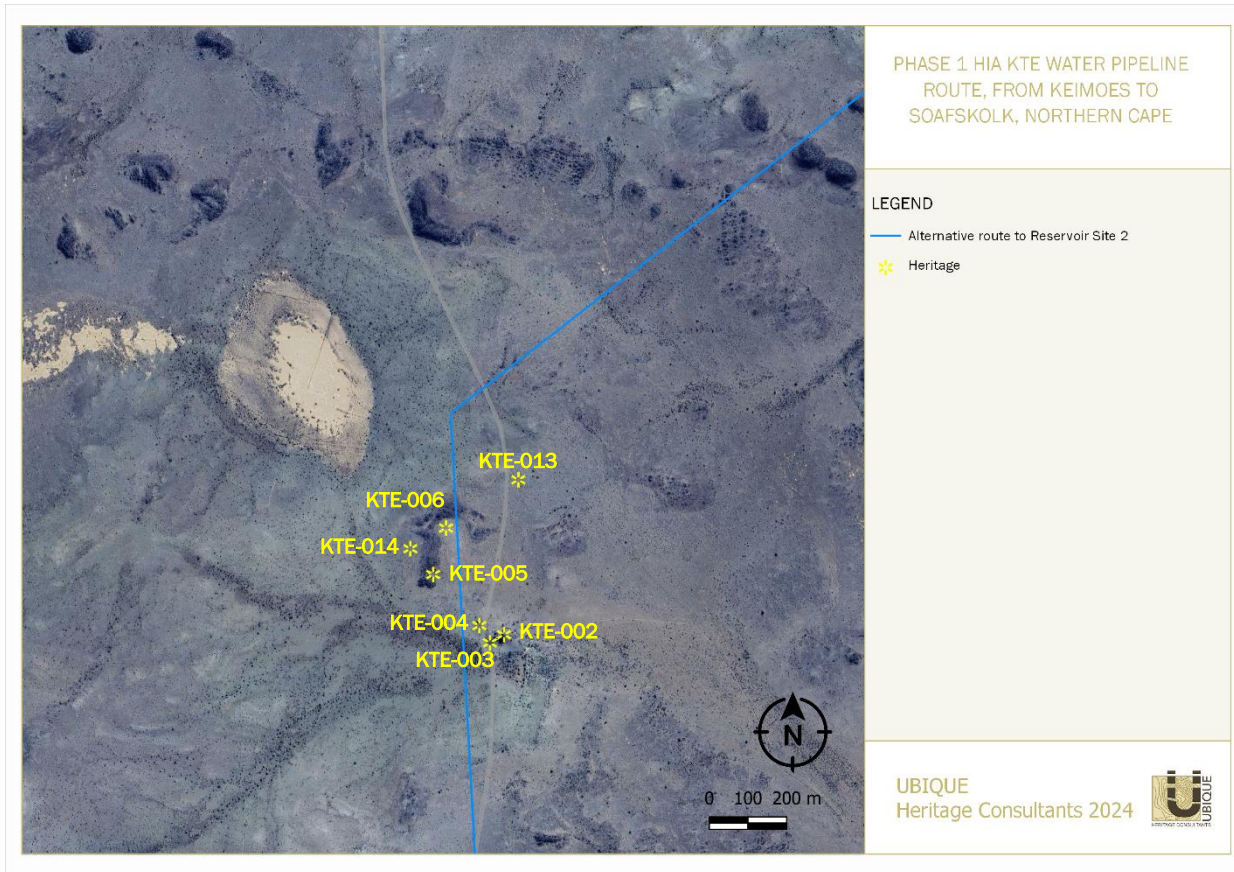 PHASE 1 HIA KTE WATER PIPELINE
ROUTE, FROM KEIMOES TO
SOAFSKOLK, NORTHERN CAPE
LEGEND
Alternative route to Reservoir Site 2
Heritage
KTE-013
KTE-006
KTE-014
KTE-005
KTE-004
KTE-002
KTE-003
N
0 100 200 m
UBIQUE
Heritage Consultants 2024
U
UBIQUE
HERITAGE CONSULTANTS